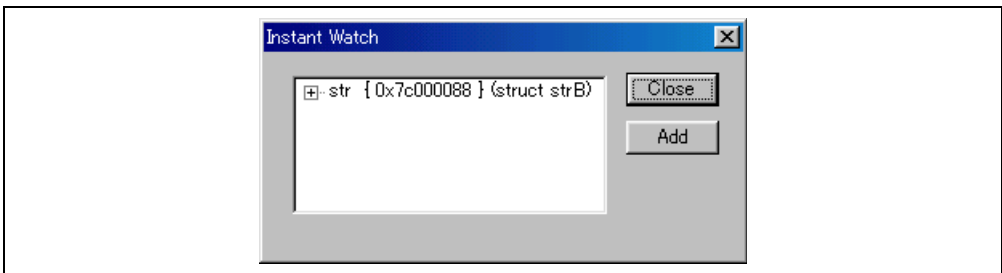 Instant Watch
str { 0x7c000088 } (struct strB)
Close
Add